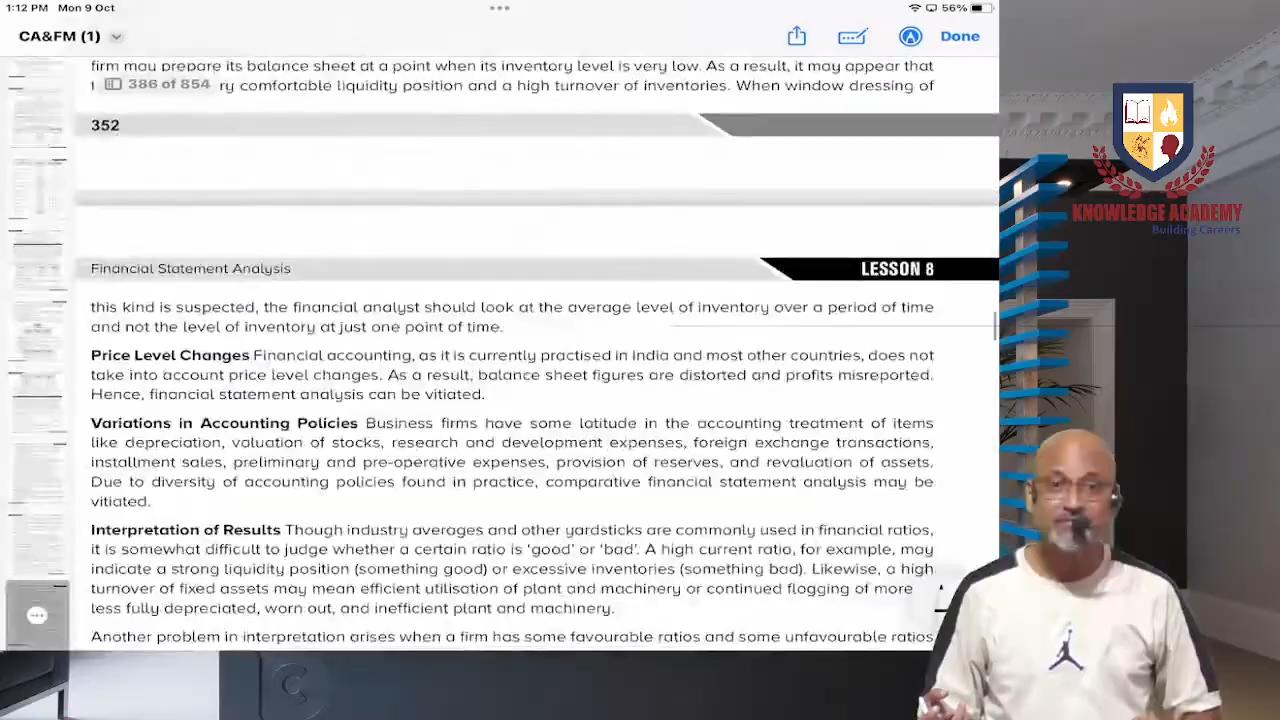 1:12 PM Mon 9 Oct
56%
CA&FM (1)
Done
firm mau prepare its balance sheet at a point when its inventory level is very low. As a result, it may appear that
386 of 854
ry comfortable liquidity position and a high turnover of inventories. When window dressing of
352
Financial Statement Analysis
LESSON 8
this kind is suspected, the financial analyst should look at the average level of inventory over a period of time
and not the level of inventory at just one point of time.
Price Level Changes Financial accounting, as it is currently practised in India and most other countries, does not
take into account price level changes. As a result, balance sheet figures are distorted and profits misreported.
Hence, financial statement analysis can be vitiated.
Variations in Accounting Policies Business firms have some latitude in the accounting treatment of items
like depreciation, valuation of stocks, research and development expenses, foreign exchange transactions,
installment sales, preliminary and pre-operative expenses, provision of reserves, and revaluation of assets.
Due to diversity of accounting policies found in practice, comparative financial statement analysis may be
vitiated.
Interpretation of Results Though industry averages and other yardsticks are commonly used in financial ratios,
it is somewhat difficult to judge whether a certain ratio is 'good' or 'bad'. A high current ratio, for example, may
indicate a strong liquidity position (something good) or excessive inventories (something bad). Likewise, a high
turnover of fixed assets may mean efficient utilisation of plant and machinery or continued flogging of more
less fully depreciated, worn out, and inefficient plant and machinery.
Another problem in interpretation arises when a firm has some favourable ratios and some unfavourable ratios
KNOWLEDGE ACADEMY
Building Careers